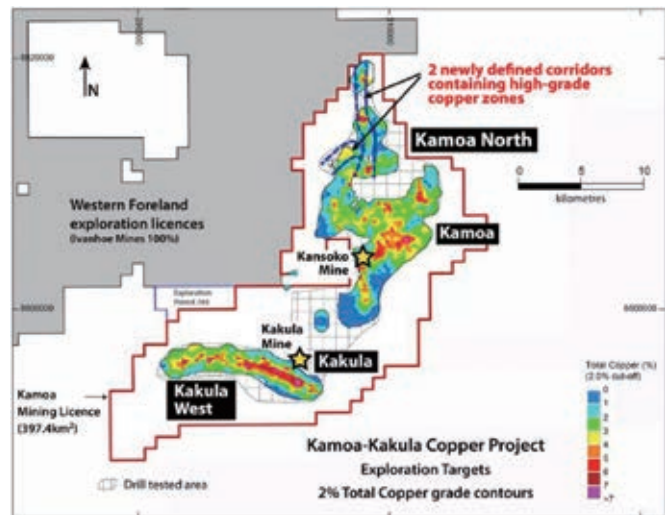 N
2 newly defined corridors
containing high-grade
copper zones
Kamoa North
0 5 10
kilometres
Western Foreland
exploration licences
(Ivanhoe Mines 100%)
Kamoa
Kansoko
Mine
Exploration
Kakula
Mine
Kakula
Kakula
West
Kamoa
Mining Licence
(397.4km²)
Total Copper (%)
(2.0% cut-off)
0
1
2
3
4
5
6
7
>7
Kamoa-Kakula Copper Project
Exploration Targets
2% Total Copper grade contours
Drill tested area